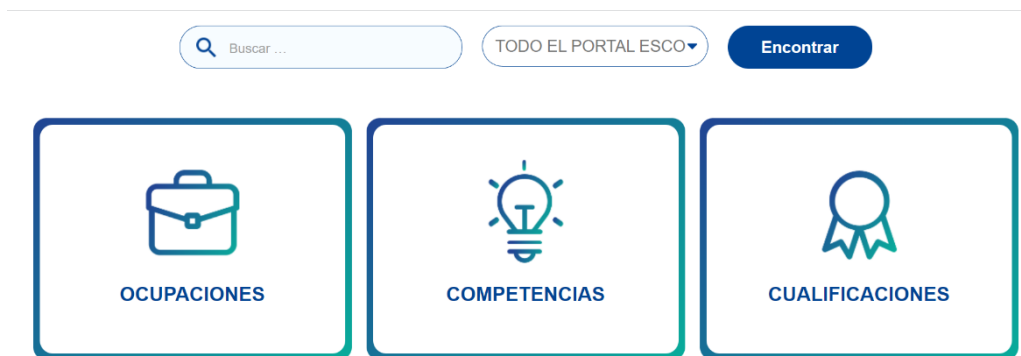 Buscar ...
TODO EL PORTAL ESCO
Encontrar
OCUPACIONES
COMPETENCIAS
CUALIFICACIONES